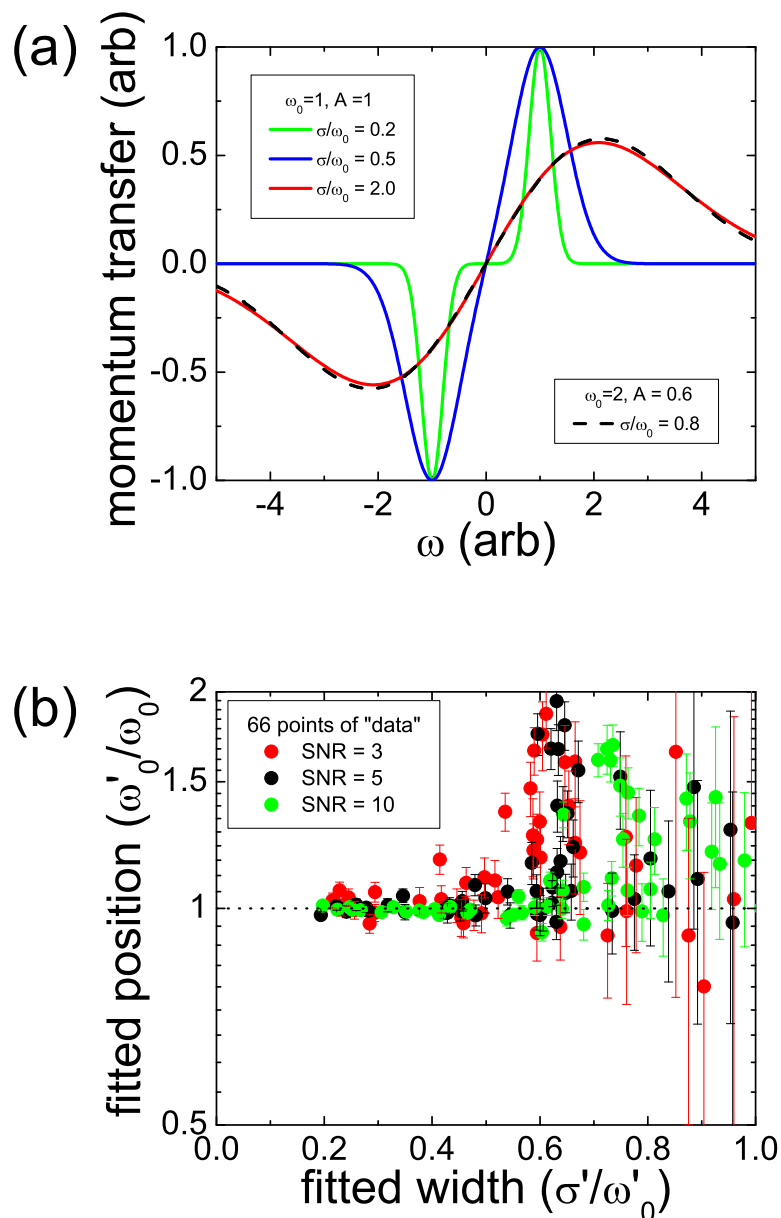 (a)
momentum transfer (arb)
1.0
0.5
0.0
-0.5
-1.0
ω₀=1, A =1
σ/ω₀ = 0.2
σ/ω₀ = 0.5
σ/ω₀ = 2.0
ω₀=2, A = 0.6
σ/ω₀ = 0.8
-4 -2 0 2 4
ω (arb)
(b)
fitted position (ω'₀/ω₀)
2
1.5
1
0.5
66 points of "data"
SNR = 3
SNR = 5
SNR = 10
0.0 0.2 0.4 0.6 0.8 1.0
fitted width (σ'/ω'₀)